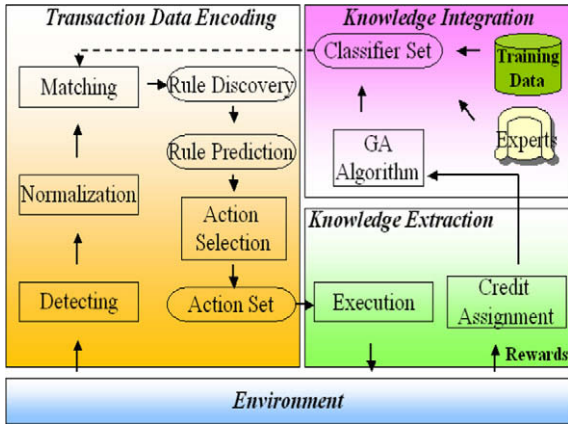 Transaction Data Encoding
Matching
Rule Discovery
Rule Prediction
Normalization
Action
Selection
Detecting
Action Set
Knowledge Integration
Classifier Set
Training
Data
Experts
GA
Algorithm
Knowledge Extraction
Execution
Credit
Assignment
Rewards
Environment